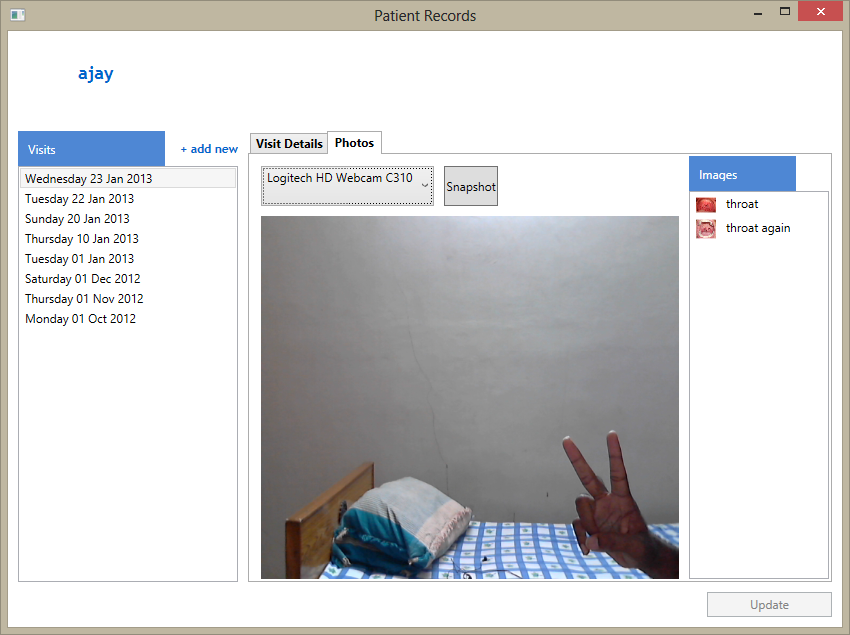 Patient Records
ajay
Visits
+ add new
Wednesday 23 Jan 2013
Tuesday 22 Jan 2013
Sunday 20 Jan 2013
Thursday 10 Jan 2013
Tuesday 01 Jan 2013
Saturday 01 Dec 2012
Thursday 01 Nov 2012
Monday 01 Oct 2012
Visit Details
Photos
Logitech HD Webcam C310
Snapshot
Images
throat
throat again
Update